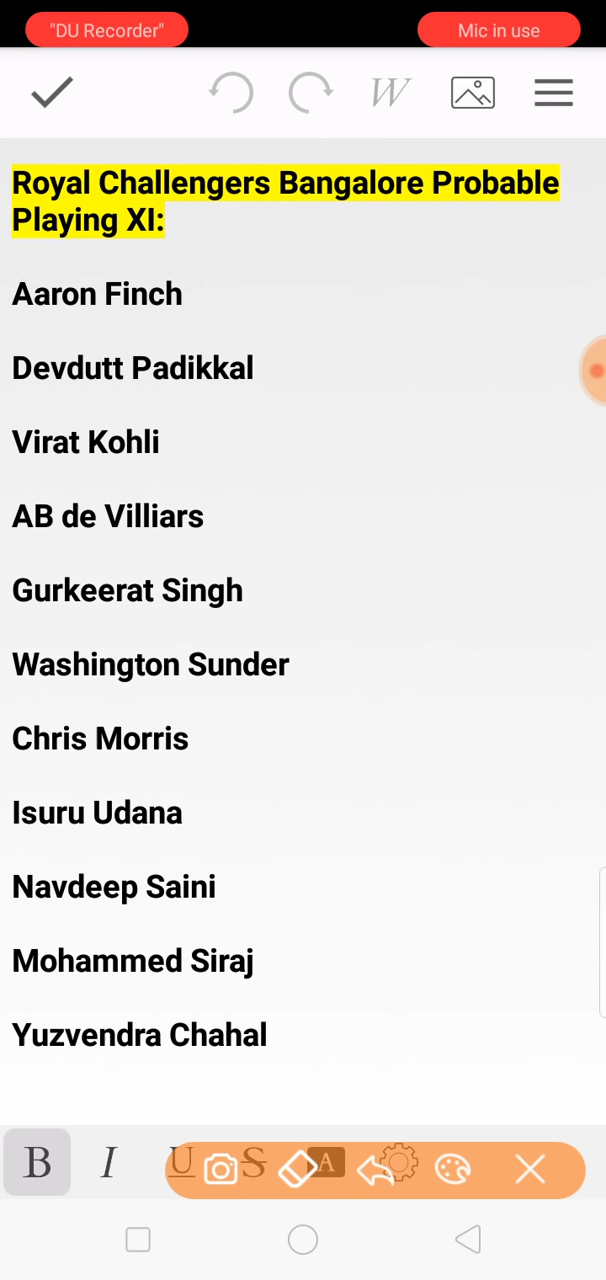 "DU Recorder"
Mic in use
W
Royal Challengers Bangalore Probable
Playing XI:
Aaron Finch
Devdutt Padikkal
Virat Kohli
AB de Villiars
Gurkeerat Singh
Washington Sunder
Chris Morris
Isuru Udana
Navdeep Saini
Mohammed Siraj
Yuzvendra Chahal
B I U S A